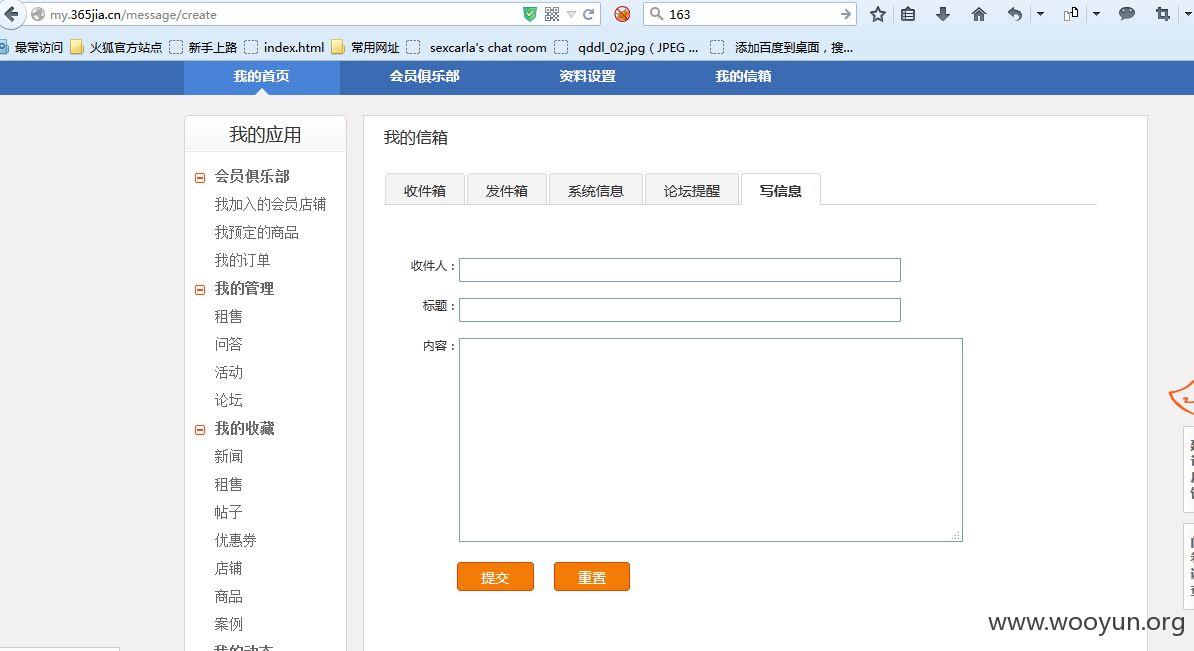 my.365jia.cn/message/create
163
最常访问 火狐官方站点 新手上路 index.html 常用网址 sexcarla's chat room qddl_02.jpg ( JPEG ... 添加百度到桌面，搜...
我的首页 会员俱乐部 资料设置 我的信箱
我的应用
会员俱乐部
我加入的会员店铺
我预定的商品
我的订单
我的管理
租售
问答
活动
论坛
我的收藏
新闻
租售
帖子
优惠券
店铺
商品
案例
我的动态
我的信箱
收件箱 发件箱 系统信息 论坛提醒 写信息
收件人：
标题：
内容：
提交 重置
www.wooyun.org